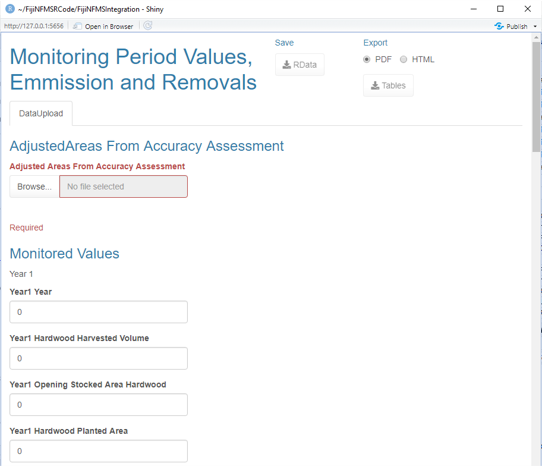 ~/FijiNFMSRCode/FijiNFMSIntegration - Shiny
http://127.0.0.1:5656 Open in Browser Publish
Monitoring Period Values,
Emmission and Removals
Save
RData
Export
PDF HTML
Tables
DataUpload
AdjustedAreas From Accuracy Assessment
Adjusted Areas From Accuracy Assessment
Browse... No file selected
Required
Monitored Values
Year 1
Year1 Year
0
Year1 Hardwood Harvested Volume
0
Year1 Opening Stocked Area Hardwood
0
Year1 Hardwood Planted Area
0